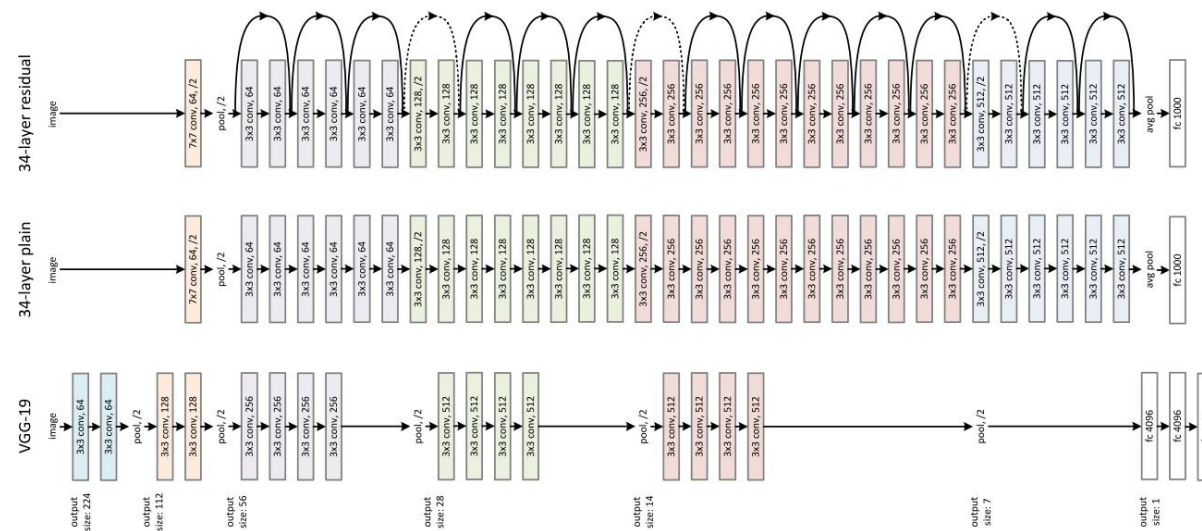 34-layer residual
image
7x7 conv, 64, /2
pool, /2
3x3 conv, 64
3x3 conv, 64
3x3 conv, 64
3x3 conv, 64
3x3 conv, 64
3x3 conv, 64
3x3 conv, 128, /2
3x3 conv, 128
3x3 conv, 128
3x3 conv, 128
3x3 conv, 128
3x3 conv, 128
3x3 conv, 128
3x3 conv, 128
3x3 conv, 256, /2
3x3 conv, 256
3x3 conv, 256
3x3 conv, 256
3x3 conv, 256
3x3 conv, 256
3x3 conv, 256
3x3 conv, 256
3x3 conv, 256
3x3 conv, 256
3x3 conv, 256
3x3 conv, 256
3x3 conv, 512, /2
3x3 conv, 512
3x3 conv, 512
3x3 conv, 512
3x3 conv, 512
3x3 conv, 512
avg pool
fc 1000
34-layer plain
image
7x7 conv, 64, /2
pool, /2
3x3 conv, 64
3x3 conv, 64
3x3 conv, 64
3x3 conv, 64
3x3 conv, 64
3x3 conv, 64
3x3 conv, 128, /2
3x3 conv, 128
3x3 conv, 128
3x3 conv, 128
3x3 conv, 128
3x3 conv, 128
3x3 conv, 128
3x3 conv, 128
3x3 conv, 256, /2
3x3 conv, 256
3x3 conv, 256
3x3 conv, 256
3x3 conv, 256
3x3 conv, 256
3x3 conv, 256
3x3 conv, 256
3x3 conv, 256
3x3 conv, 256
3x3 conv, 256
3x3 conv, 256
3x3 conv, 512, /2
3x3 conv, 512
3x3 conv, 512
3x3 conv, 512
3x3 conv, 512
3x3 conv, 512
avg pool
fc 1000
VGG-19
image
3x3 conv, 64
3x3 conv, 64
pool, /2
3x3 conv, 128
3x3 conv, 128
pool, /2
3x3 conv, 256
3x3 conv, 256
3x3 conv, 256
3x3 conv, 256
pool, /2
3x3 conv, 512
3x3 conv, 512
3x3 conv, 512
3x3 conv, 512
pool, /2
3x3 conv, 512
3x3 conv, 512
3x3 conv, 512
3x3 conv, 512
pool, /2
fc 4096
fc 4096
output
size: 224
output
size: 112
output
size: 56
output
size: 28
output
size: 14
output
size: 7
output
size: 1